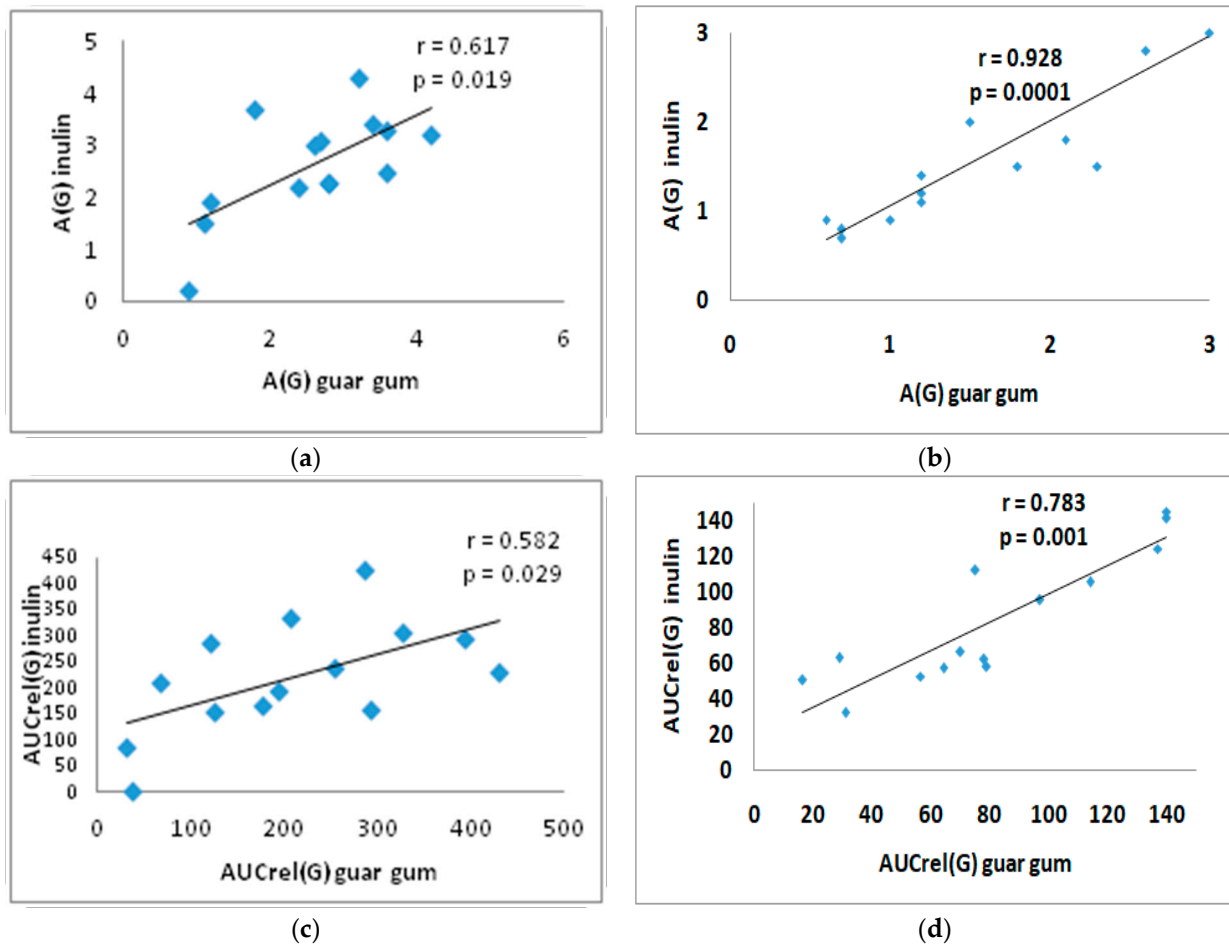 r = 0.617
p = 0.019
5
4
3
2
1
0
A(G) inulin
0 2 4 6
A(G) guar gum
(a)
r = 0.928
p = 0.0001
3
2
1
0
A(G) inulin
0 1 2 3
A(G) guar gum
(b)
r = 0.582
p = 0.029
450
400
350
300
250
200
150
100
50
0
AUCrel(G) inulin
0 100 200 300 400 500
AUCrel(G) guar gum
(c)
r = 0.783
p = 0.001
140
120
100
80
60
40
20
0
AUCrel(G) inulin
0 20 40 60 80 100 120 140
AUCrel(G) guar gum
(d)